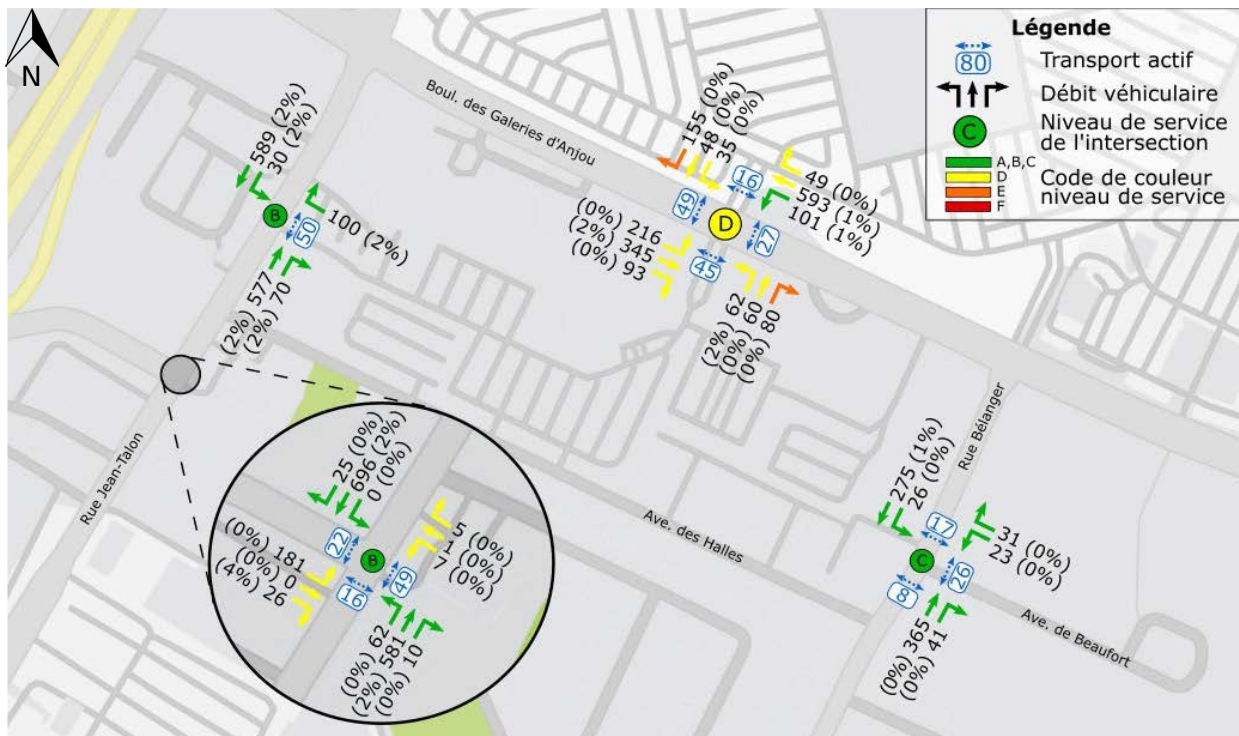 N
Légende
80
Transport actif
Débit véhiculaire
C
Niveau de service
de l'intersection
A,B,C
D
E
F
Code de couleur
niveau de service
Boul. des Galeries d'Anjou
589 (2%)
30 (2%)
B
50
100 (2%)
(2%) 577
(2%) 70
155 (0%)
48 (0%)
35 (0%)
16
49
D
27
45
49 (0%)
593 (1%)
101 (1%)
(0%) 216
(2%) 345
(0%) 93
(2%) 62
(0%) 60
(0%) 80
Rue Jean-Talon
25 (0%)
696 (2%)
0 (0%)
22
B
49
16
5 (0%)
1 (0%)
7 (0%)
(0%) 181
(0%) 0
(4%) 26
(0%) 62
(2%) 581
(0%) 10
Ave. des Halles
Rue Bélanger
275 (1%)
26 (0%)
17
C
26
8
31 (0%)
23 (0%)
(0%) 365
(0%) 41
Ave. de Beaufort